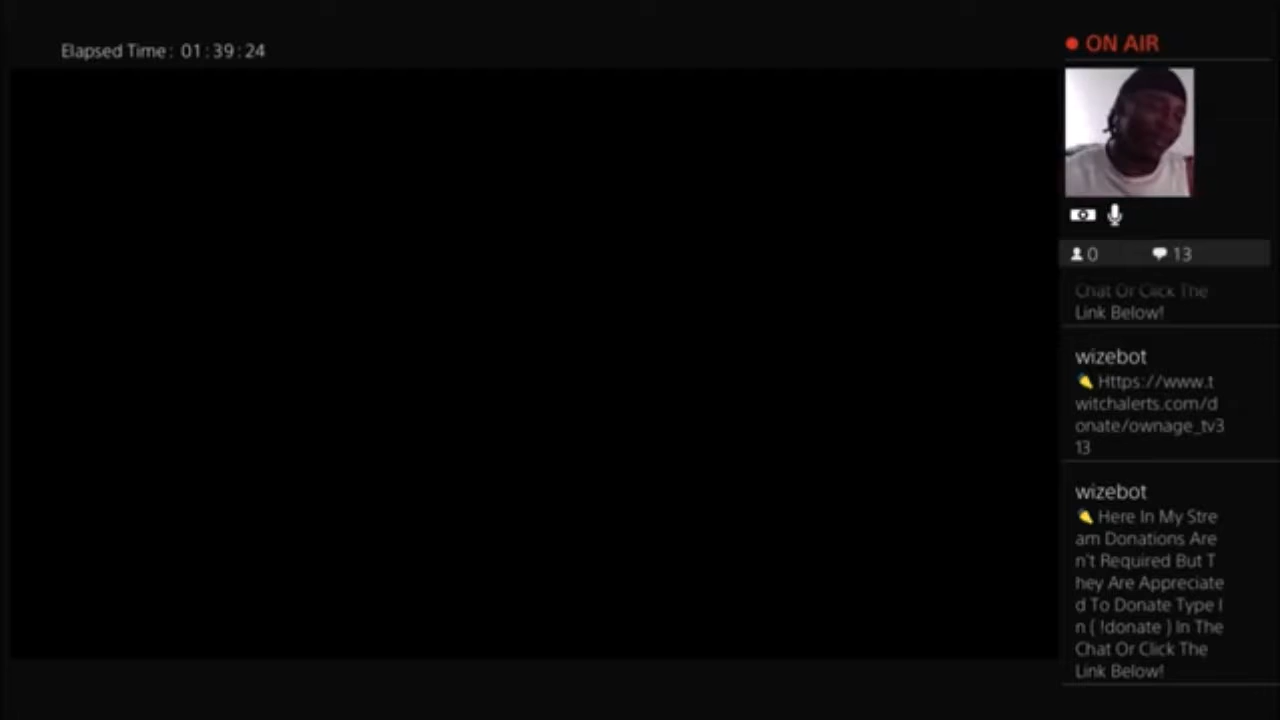 Elapsed Time: 01:39:24
ON AIR
0 13
Chat Or Click The
Link Below!
wizebot
Https://www.t
witchalerts.com/d
onate/ownage_tv3
13
wizebot
Here In My Stre
am Donations Are
n't Required But T
hey Are Appreciate
d To Donate Type I
n ( !donate ) In The
Chat Or Click The
Link Below!